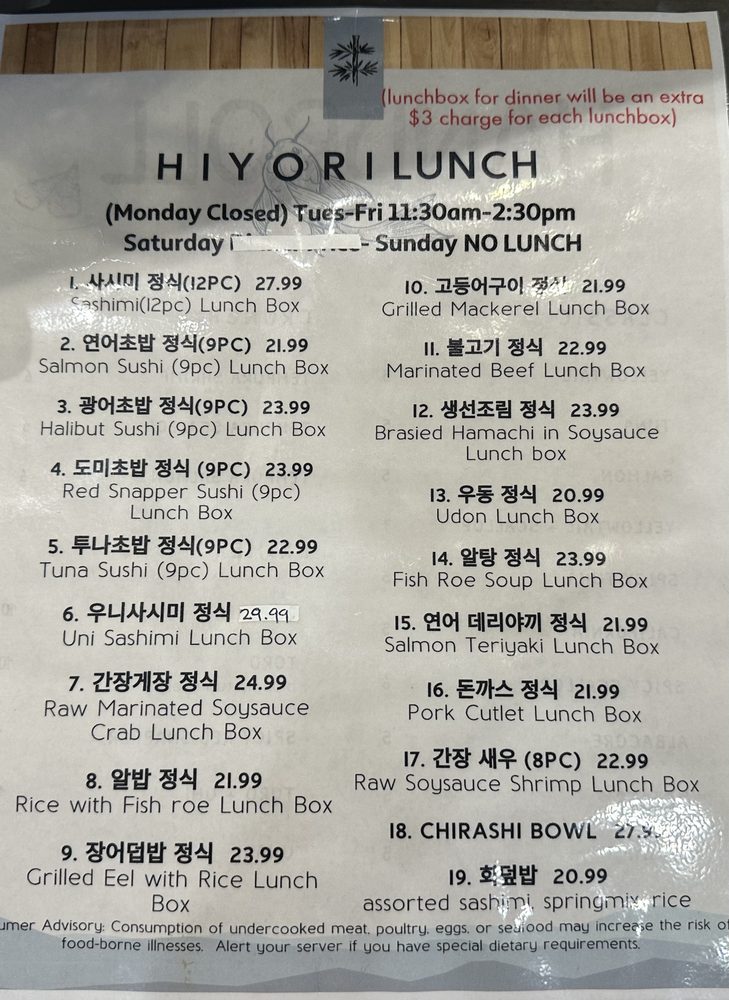 (lunchbox for dinner will be an extra
$3 charge for each lunchbox)
HIYORI LUNCH
(Monday Closed) Tues-Fri 11:30am-2:30pm
Saturday - Sunday NO LUNCH
1. 사시미 정식(12PC) 27.99
Sashimi(12pc) Lunch Box
2. 연어초밥 정식(9PC) 21.99
Salmon Sushi (9pc) Lunch Box
3. 광어초밥 정식(9PC) 23.99
Halibut Sushi (9pc) Lunch Box
4. 도미초밥 정식 (9PC) 23.99
Red Snapper Sushi (9pc)
Lunch Box
5. 투나초밥 정식(9PC) 22.99
Tuna Sushi (9pc) Lunch Box
6. 우니사시미 정식 29.99
Uni Sashimi Lunch Box
7. 간장게장 정식 24.99
Raw Marinated Soysauce
Crab Lunch Box
8. 알밥 정식 21.99
Rice with Fish roe Lunch Box
9. 장어덥밥 정식 23.99
Grilled Eel with Rice Lunch
Box
10. 고등어구이 정식 21.99
Grilled Mackerel Lunch Box
11. 불고기 정식 22.99
Marinated Beef Lunch Box
12. 생선조림 정식 23.99
Brasied Hamachi in Soysauce
Lunch box
13. 우동 정식 20.99
Udon Lunch Box
14. 알탕 정식 23.99
Fish Roe Soup Lunch Box
15. 연어 데리야끼 정식 21.99
Salmon Teriyaki Lunch Box
16. 돈까스 정식 21.99
Pork Cutlet Lunch Box
17. 간장 새우 (8PC) 22.99
Raw Soysauce Shrimp Lunch Box
18. CHIRASHI BOWL
19. 회덮밥 20.99
assorted sashimi, springmix, rice
umer Advisory: Consumption of undercooked meat, poultry, eggs, or seafood may increase the risk of
food-borne illnesses. Alert your server if you have special dietary requirements.